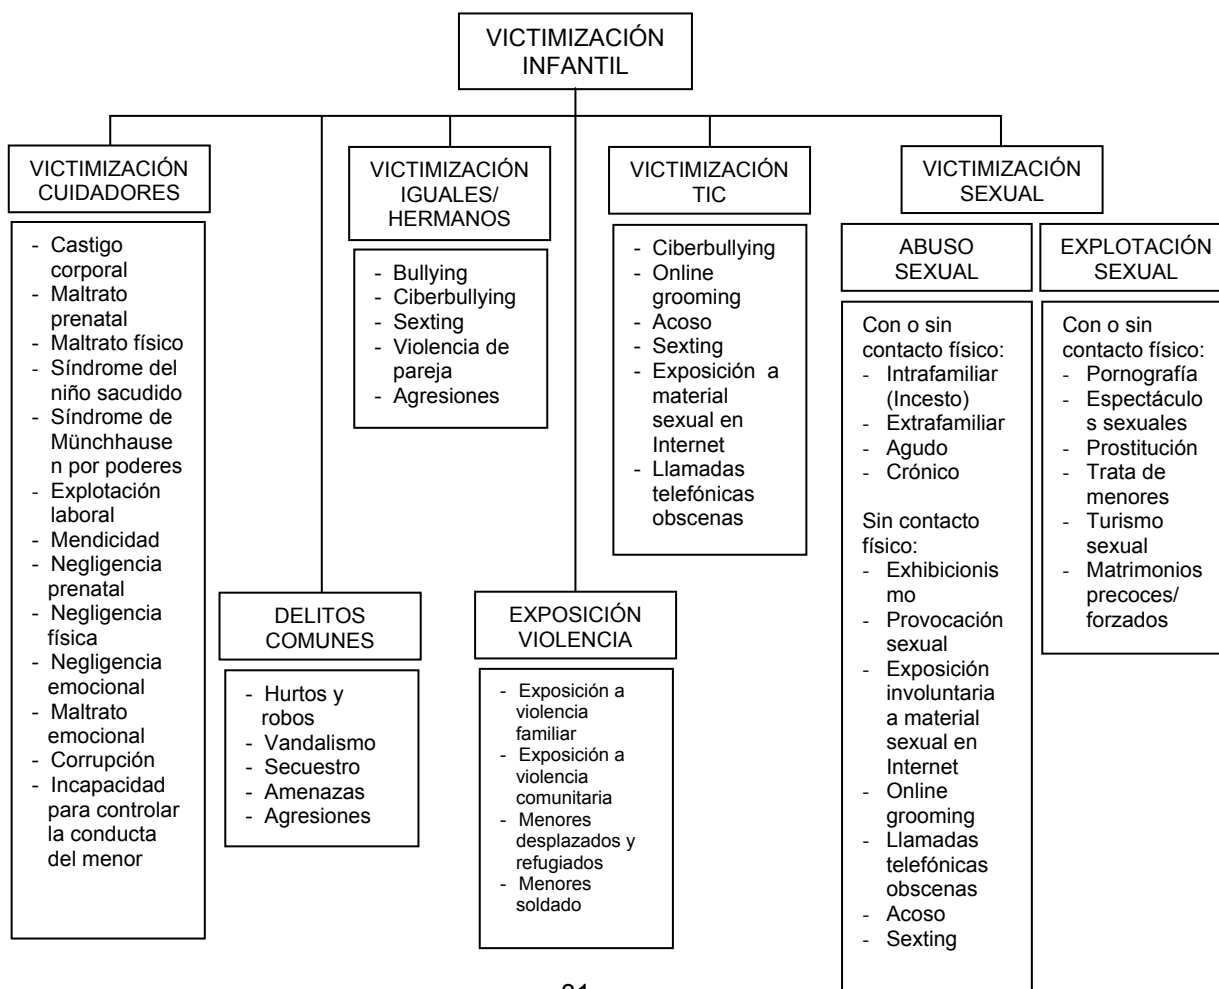 VICTIMIZACIÓN
INFANTIL
VICTIMIZACIÓN
CUIDADORES
- Castigo
corporal
- Maltrato
prenatal
- Maltrato físico
- Síndrome del
niño sacudido
- Síndrome de
Münchhause
n por poderes
- Explotación
laboral
- Mendicidad
- Negligencia
prenatal
- Negligencia
física
- Negligencia
emocional
- Maltrato
emocional
- Corrupción
- Incapacidad
para controlar
la conducta
del menor
DELITOS
COMUNES
- Hurtos y
robos
- Vandalismo
- Secuestro
- Amenazas
- Agresiones
VICTIMIZACIÓN
IGUALES/
HERMANOS
- Bullying
- Ciberbullying
- Sexting
- Violencia de
pareja
- Agresiones
EXPOSICIÓN
VIOLENCIA
- Exposición a
violencia
familiar
- Exposición a
violencia
comunitaria
- Menores
desplazados y
refugiados
- Menores
soldado
VICTIMIZACIÓN
TIC
- Ciberbullying
- Online
grooming
- Acoso
- Sexting
- Exposición a
material
sexual en
Internet
- Llamadas
telefónicas
obscenas
VICTIMIZACIÓN
SEXUAL
ABUSO
SEXUAL
Con o sin
contacto físico:
- Intrafamiliar
(Incesto)
- Extrafamiliar
- Agudo
- Crónico
Sin contacto
físico:
- Exhibicionis
mo
- Provocación
sexual
- Exposición
involuntaria
a material
sexual en
Internet
- Online
grooming
- Llamadas
telefónicas
obscenas
- Acoso
- Sexting
EXPLOTACIÓN
SEXUAL
Con o sin
contacto físico:
- Pornografía
- Espectáculo
s sexuales
- Prostitución
- Trata de
menores
- Turismo
sexual
- Matrimonios
precoces/
forzados